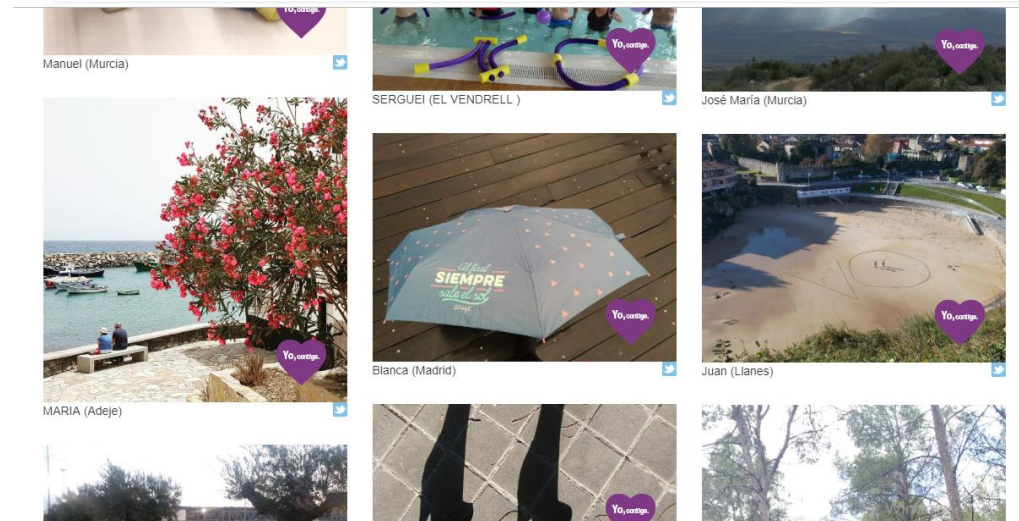 Yo, contigo.
Manuel (Murcia)
Yo, contigo.
SERGUEI (EL VENDRELL )
Yo, contigo.
José María (Murcia)
Yo, contigo.
MARIA (Adeje)
Al final
SIEMPRE
sale el sol
Yo, contigo.
Blanca (Madrid)
Yo, contigo.
Juan (Llanes)
Yo, contigo.